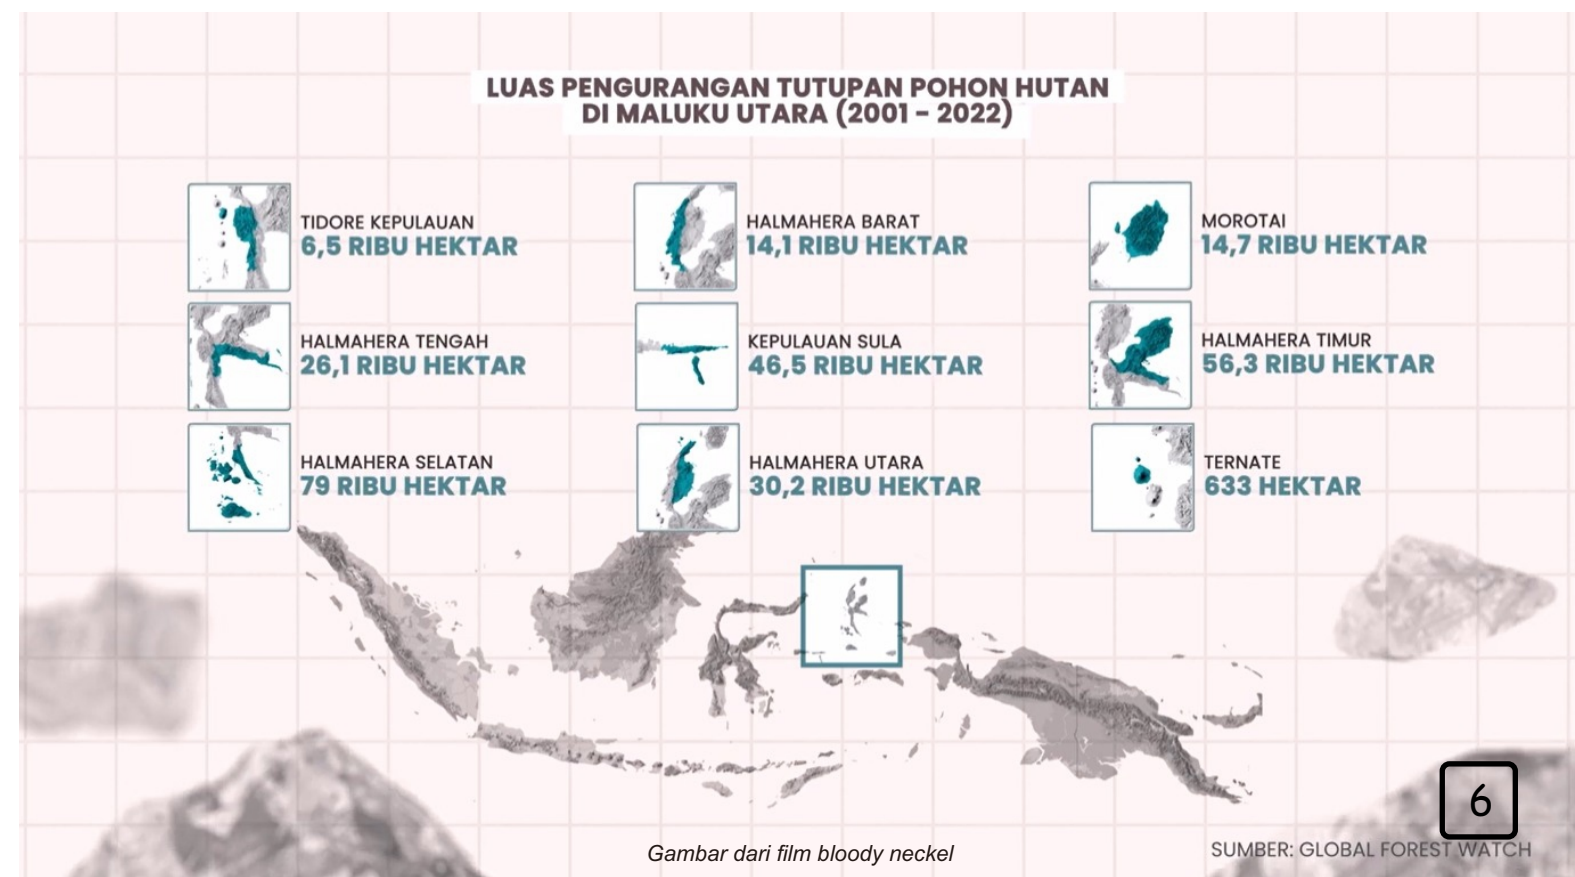 LUAS PENGURANGAN TUTUPAN POHON HUTAN
DI MALUKU UTARA (2001 - 2022)
TIDORE KEPULAUAN
6,5 RIBU HEKTAR
HALMAHERA BARAT
14,1 RIBU HEKTAR
MOROTAI
14,7 RIBU HEKTAR
HALMAHERA TENGAH
26,1 RIBU HEKTAR
KEPULAUAN SULA
46,5 RIBU HEKTAR
HALMAHERA TIMUR
56,3 RIBU HEKTAR
HALMAHERA SELATAN
79 RIBU HEKTAR
HALMAHERA UTARA
30,2 RIBU HEKTAR
TERNATE
633 HEKTAR
6
Gambar dari film bloody neckel
SUMBER: GLOBAL FOREST WATCH